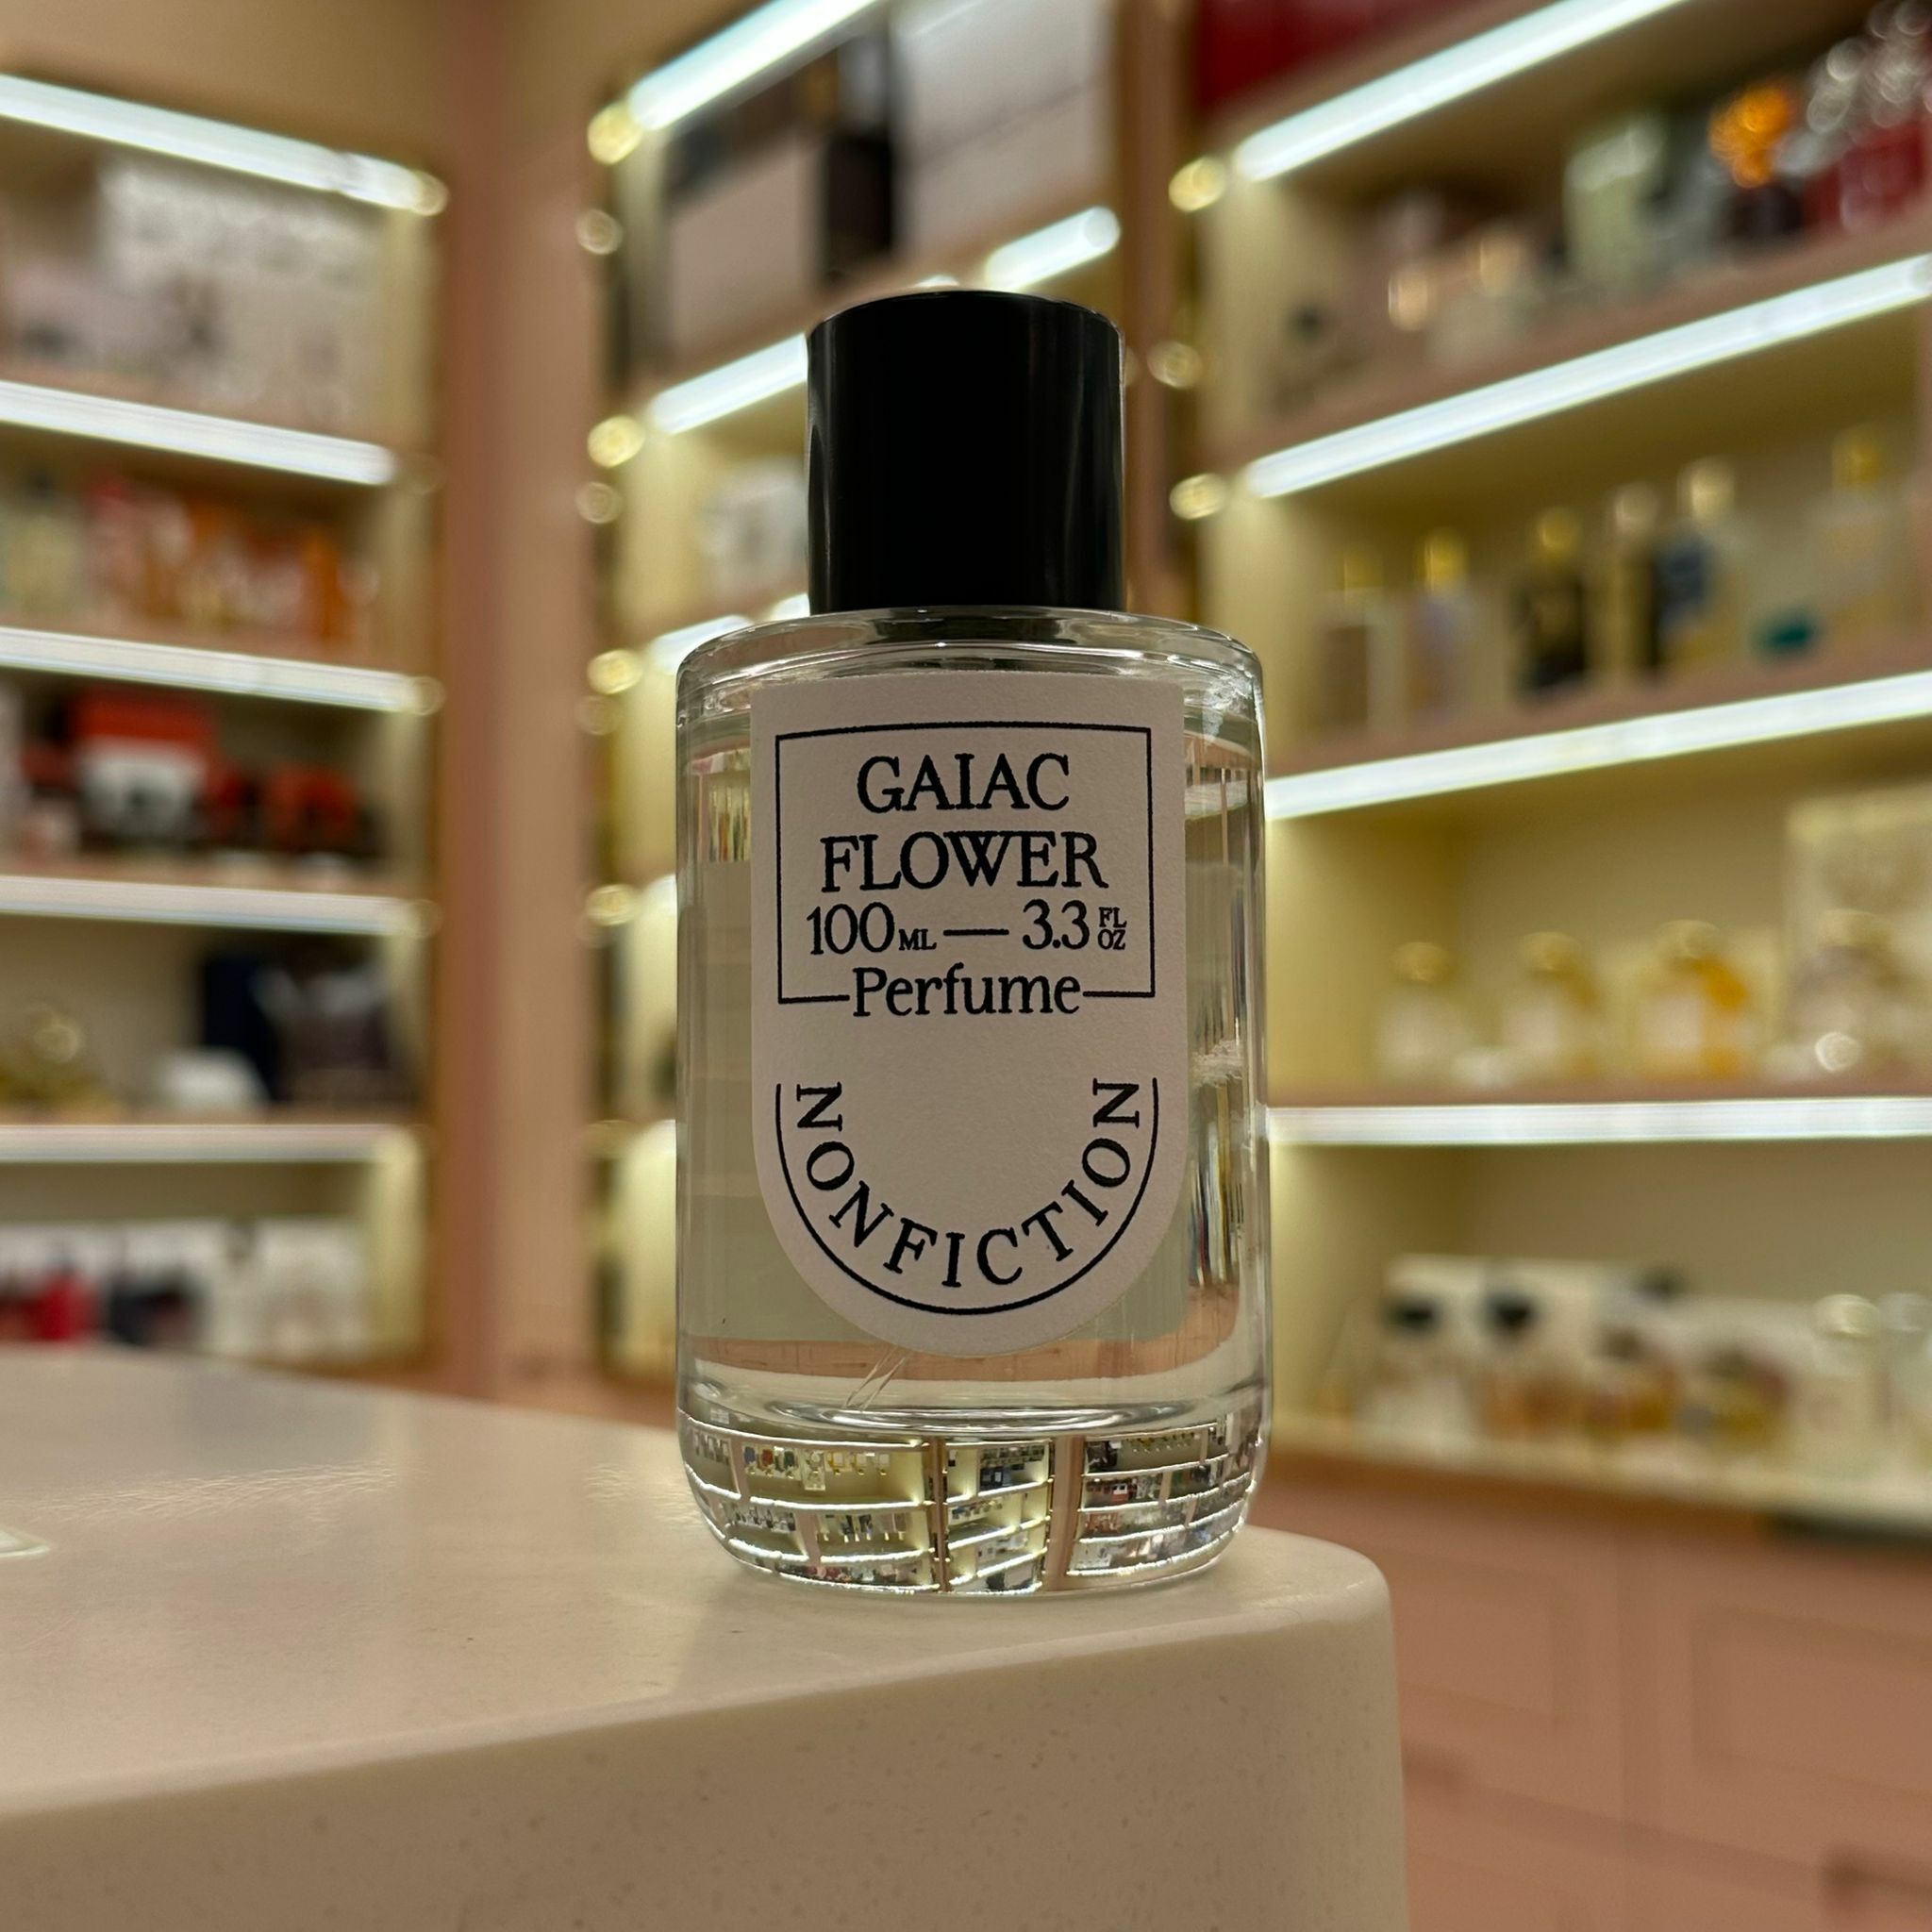 GAIAC
FLOWER
100ML — 3.3 FL OZ
Perfume
NONFICTION